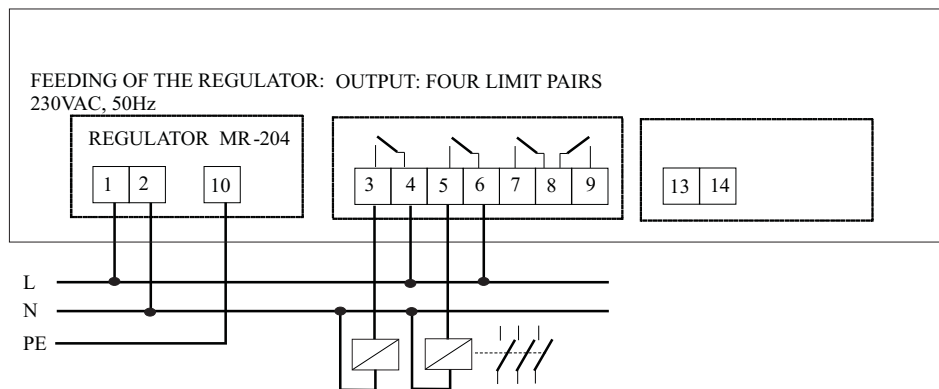 FEEDING OF THE REGULATOR: OUTPUT: FOUR LIMIT PAIRS
230VAC, 50Hz
REGULATOR MR-204
1 2 10 3 4 5 6 7 8 9 13 14
L
N
PE